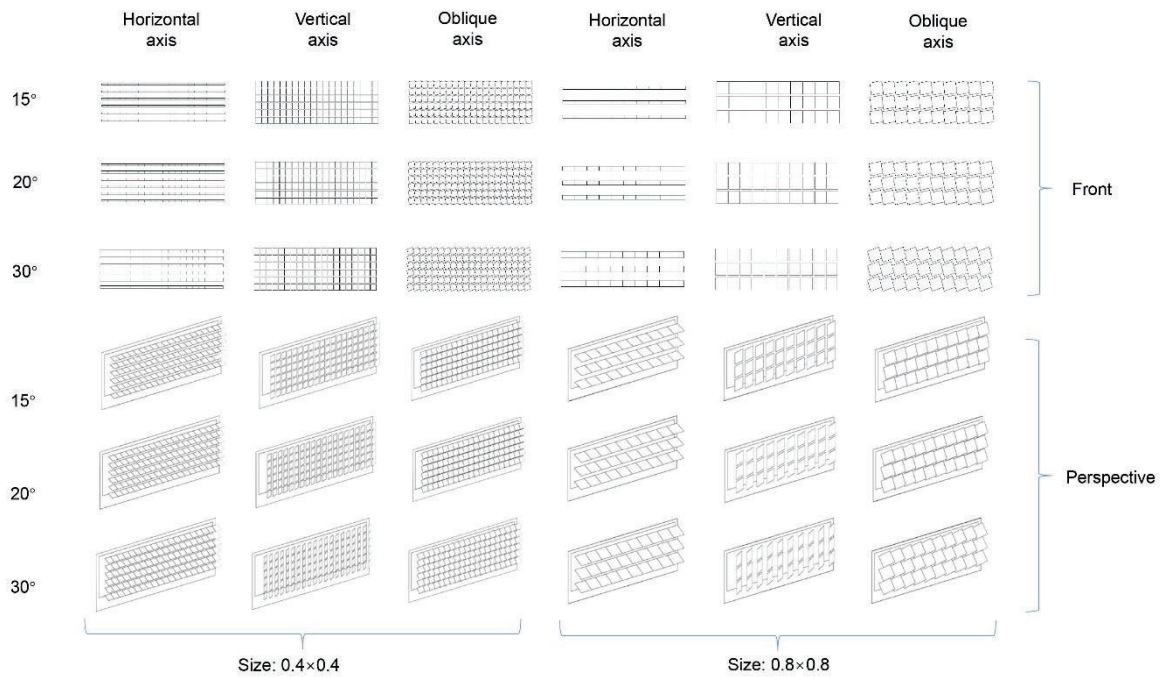 Horizontal Vertical Oblique Horizontal Vertical Oblique
axis axis axis axis axis axis
15°
20°
Front
30°
15°
Perspective
20°
30°
Size: 0.4×0.4 Size: 0.8×0.8